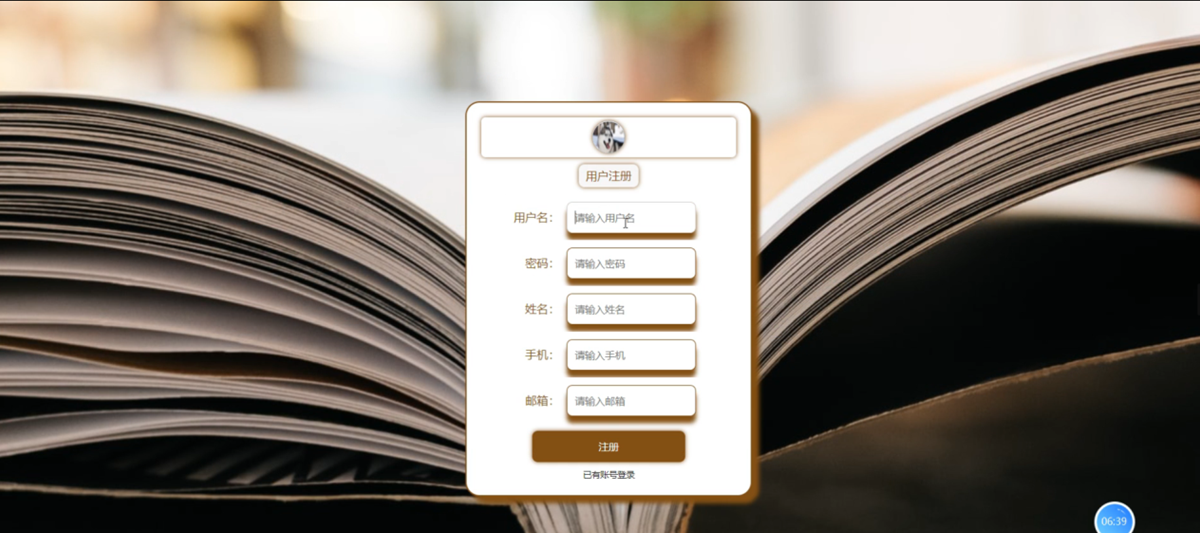 用户注册
用户名： 请输入用户名
密码： 请输入密码
姓名： 请输入姓名
手机： 请输入手机
邮箱： 请输入邮箱
注册
已有账号登录
06:39